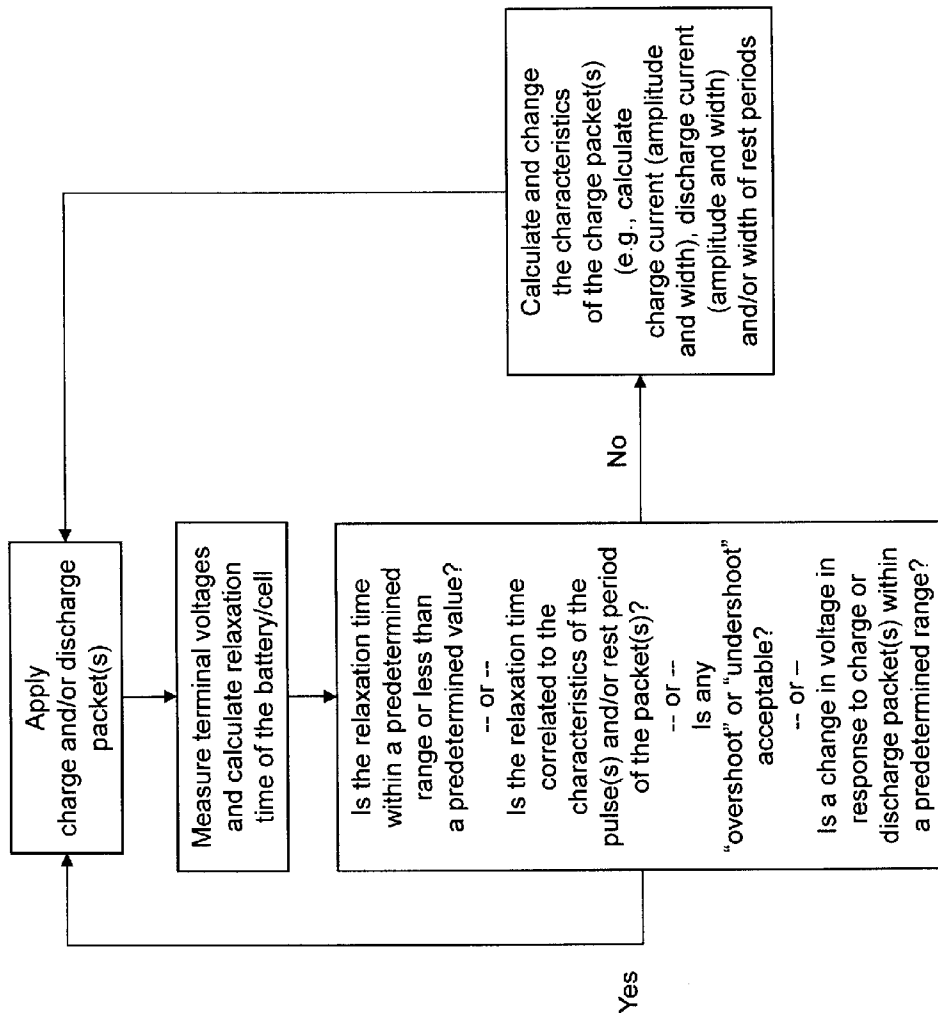 Apply
charge and/or discharge
packet(s)
Measure terminal voltages
and calculate relaxation
time of the battery/cell
Is the relaxation time
within a predetermined
range or less than
a predetermined value?
-- or --
Is the relaxation time
correlated to the
characteristics of the
pulse(s) and/or rest period
of the packet(s)?
-- or --
Is any
“overshoot” or “undershoot”
acceptable?
-- or –
Is a change in voltage in
response to charge or
discharge packet(s) within
a predetermined range?
Yes
No
Calculate and change
the characteristics
of the charge packet(s)
(e.g., calculate
charge current (amplitude
and width), discharge current
(amplitude and width)
and/or width of rest periods